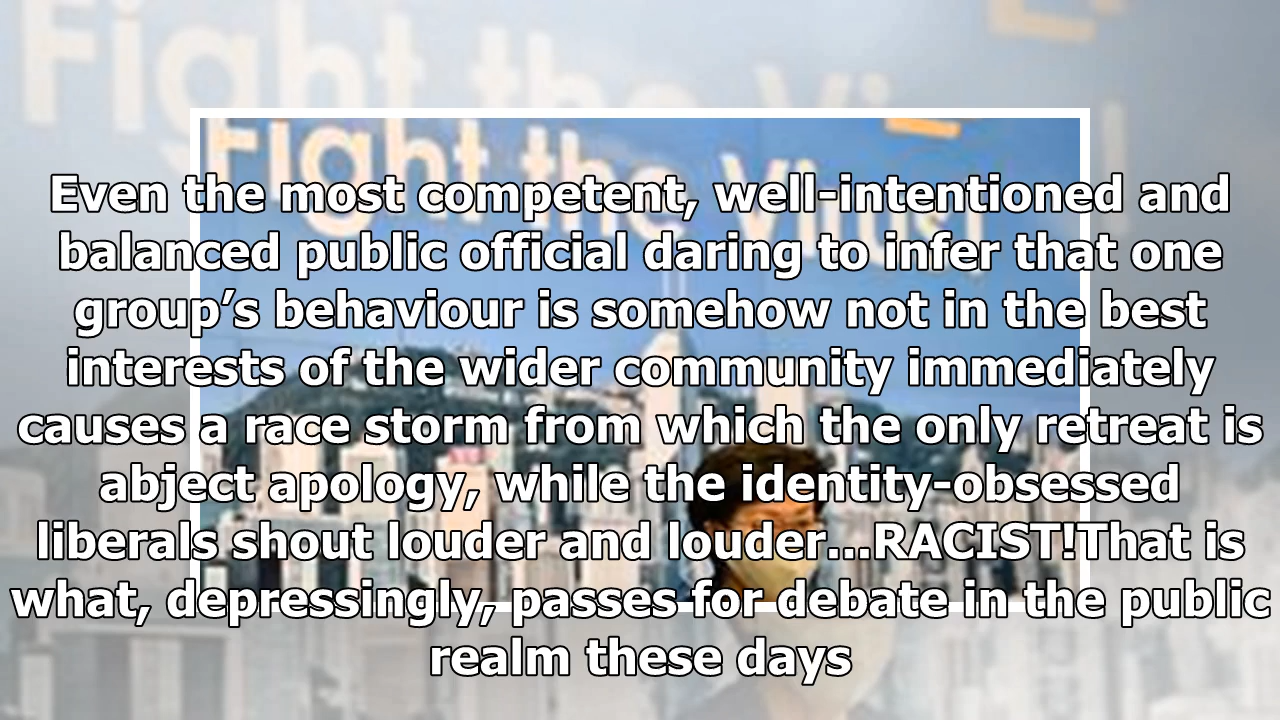 Fight the Vi
Fight the Virus!
Even the most competent, well-intentioned and
balanced public official daring to infer that one
group’s behaviour is somehow not in the best
interests of the wider community immediately
causes a race storm from which the only retreat is
abject apology, while the identity-obsessed
liberals shout louder and louder...RACIST!That is
what, depressingly, passes for debate in the public
realm these days